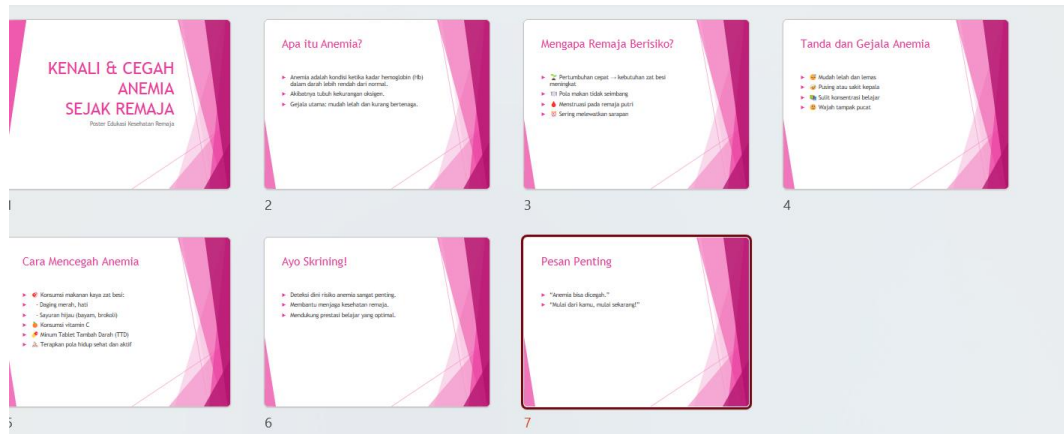 KENALI & CEGAH
ANEMIA
SEJAK REMAJA
Poster Edukasi Kesehatan Remaja
1
Apa itu Anemia?
Anemia adalah kondisi ketika kadar hemoglobin (Hb)
dalam darah lebih rendah dari normal.
Akibatnya tubuh kekurangan oksigen.
Gejala utama: mudah lelah dan kurang bertenaga.
2
Mengapa Remaja Berisiko?
Pertumbuhan cepat → kebutuhan zat besi
meningkat
Pola makan tidak seimbang
Menstruasi pada remaja putri
Sering melewatkan sarapan
3
Tanda dan Gejala Anemia
Mudah lelah dan lemas
Pusing atau sakit kepala
Sulit konsentrasi belajar
Wajah tampak pucat
4
Cara Mencegah Anemia
Konsumsi makanan kaya zat besi:
- Daging merah, hati
- Sayuran hijau (bayam, brokoli)
Konsumsi vitamin C
Minum Tablet Tambah Darah (TTD)
Terapkan pola hidup sehat dan aktif
5
Ayo Skrining!
Deteksi dini risiko anemia sangat penting.
Membantu menjaga kesehatan remaja.
Mendukung prestasi belajar yang optimal.
6
Pesan Penting
"Anemia bisa dicegah."
"Mulai dari kamu, mulai sekarang!"
7